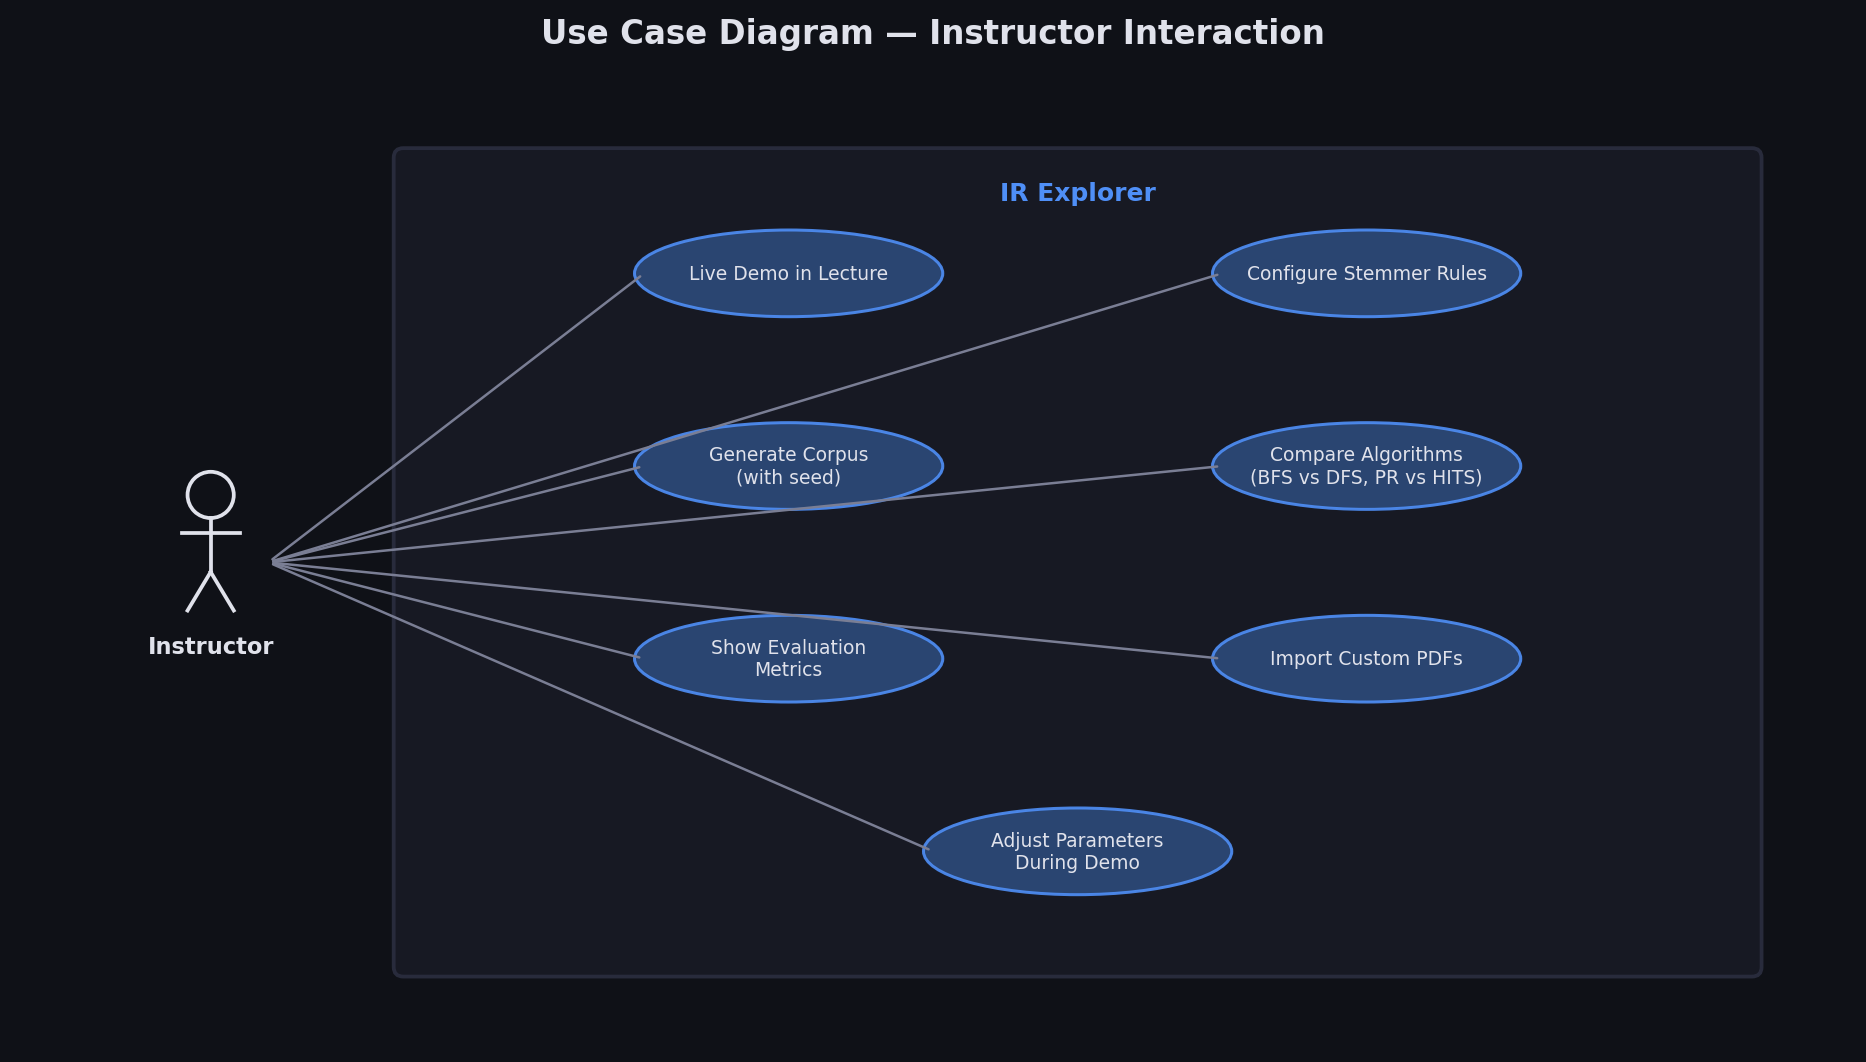 Use Case Diagram — Instructor Interaction
IR Explorer
Live Demo in Lecture
Configure Stemmer Rules
Generate Corpus
(with seed)
Compare Algorithms
(BFS vs DFS, PR vs HITS)
Instructor
Show Evaluation
Metrics
Import Custom PDFs
Adjust Parameters
During Demo